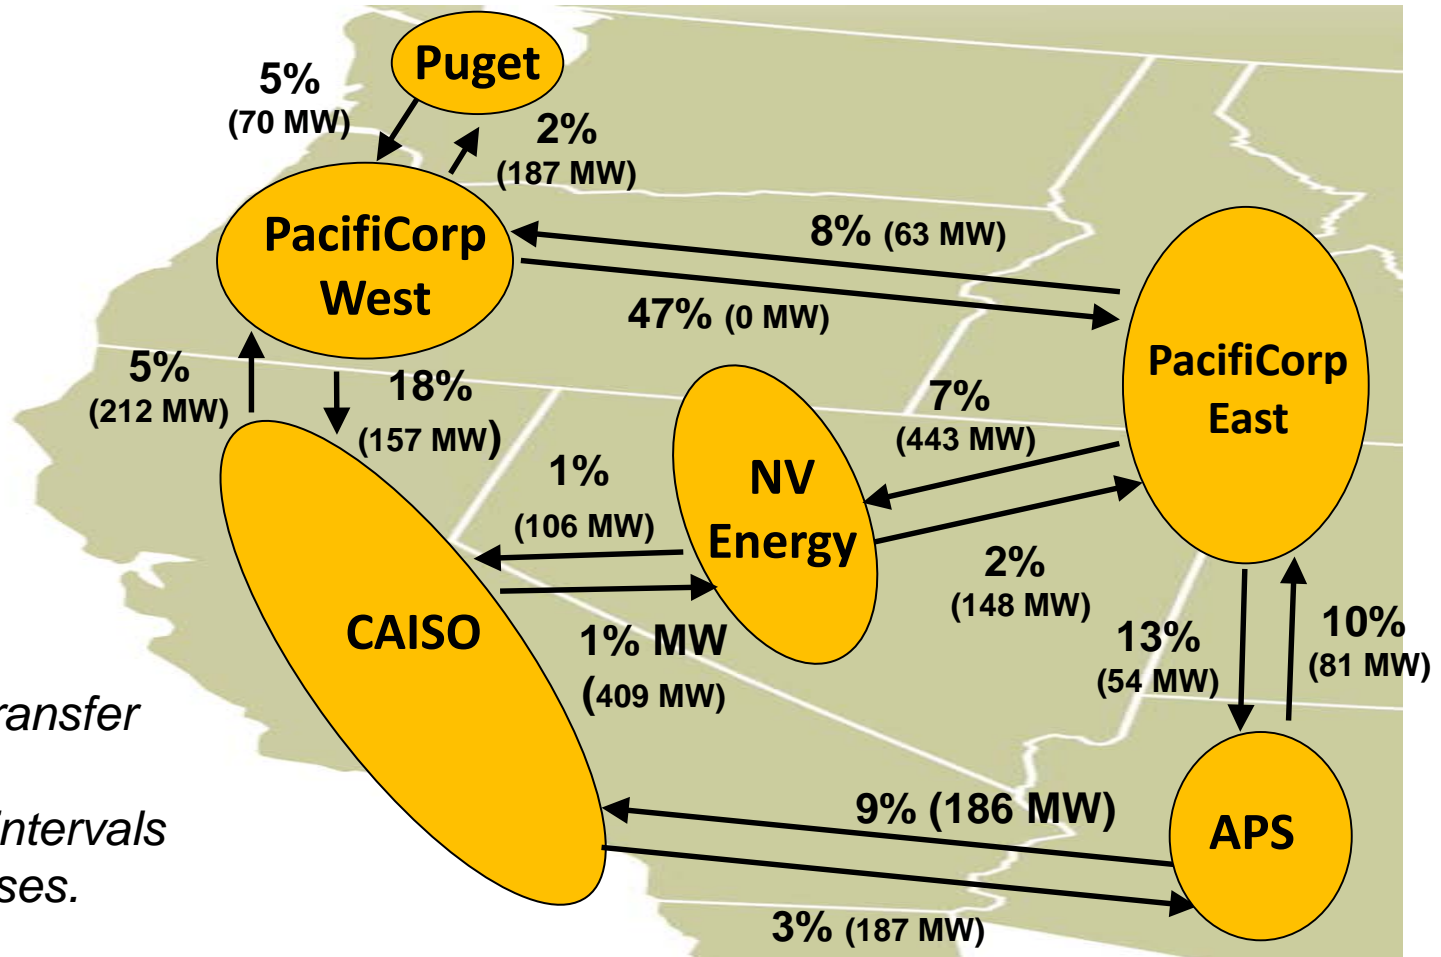 Puget
5%
(70 MW)
2%
(187 MW)
PacifiCorp
West
8% (63 MW)
47% (0 MW)
PacifiCorp
East
5%
(212 MW)
18%
(157 MW)
7%
(443 MW)
1%
(106 MW)
NV
Energy
2%
(148 MW)
CAISO
1% MW
(409 MW)
13%
(54 MW)
10%
(81 MW)
ransfer
9% (186 MW)
intervals
APS
ses.
3% (187 MW)